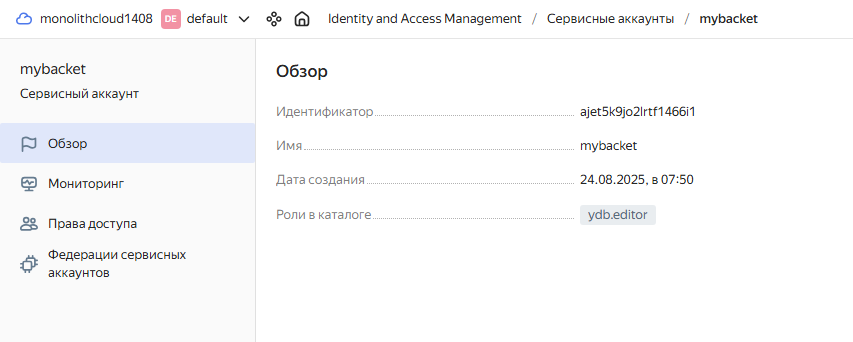 monolithcloud1408 DE default Identity and Access Management / Сервисные аккаунты / mybacket
mybacket
Сервисный аккаунт
Обзор
Мониторинг
Права доступа
Федерации сервисных
аккаунтов
Обзор
Идентификатор ajet5k9jo2lrtf1466i1
Имя mybacket
Дата создания 24.08.2025, в 07:50
Роли в каталоге ydb.editor